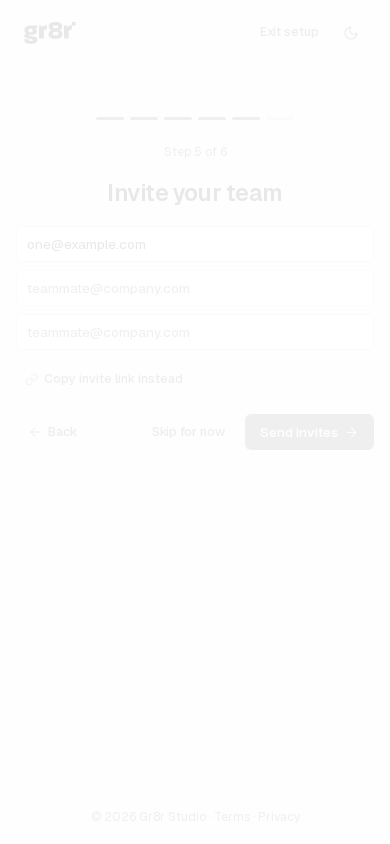 gr8r
Exit setup
Step 5 of 6
Invite your team
one@example.com
teammate@company.com
teammate@company.com
Copy invite link instead
Back
Skip for now
Send invites
© 2026 Gr8r Studio · Terms · Privacy